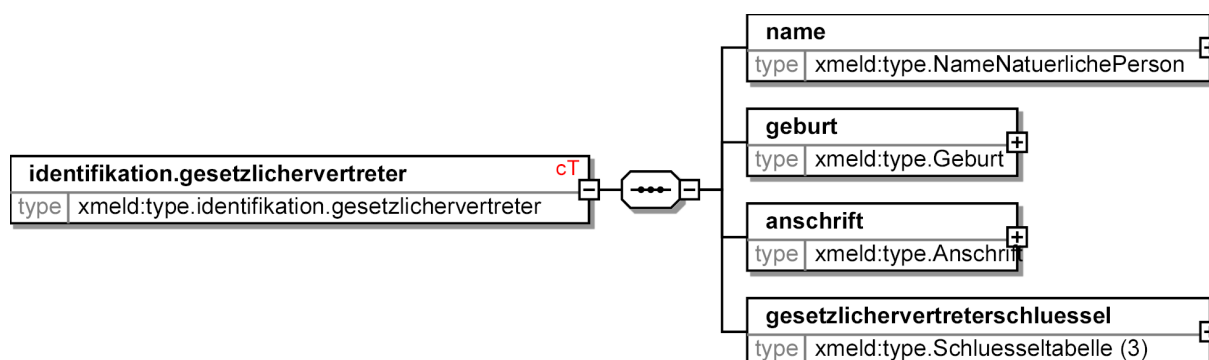 name
type xmeld:type.NameNatuerlichePerson
geburt
type xmeld:type.Geburt
identifikation.gesetzlichervertreter cT
type xmeld:type.identifikation.gesetzlichervertreter
anschrift
type xmeld:type.Anschrift
gesetzlichervertreterschluessel
type xmeld:type.Schluesseltabelle (3)